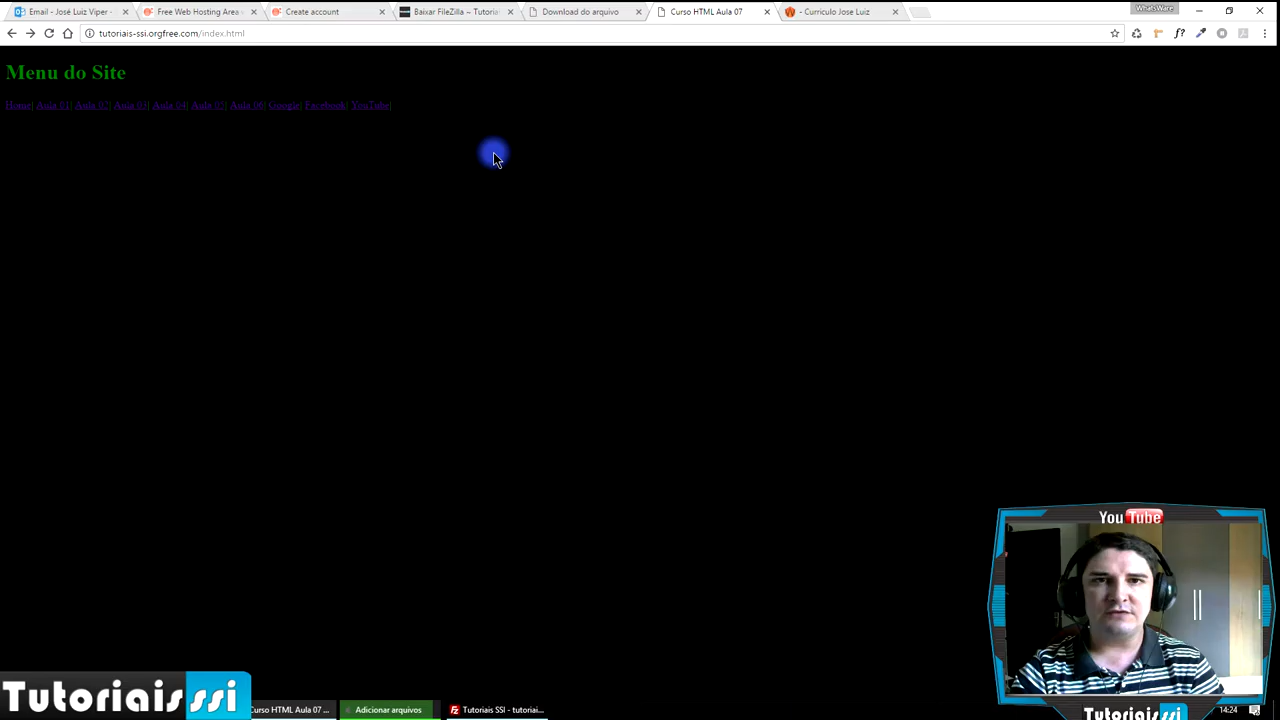 Email - José Luiz Viper -
Free Web Hosting Area -
Create account
Baixar FileZilla – Tutoria
Download do arquivo
Curso HTML Aula 07
- Curriculo Jose Luiz
WhatsWare
tutoriais-ssi.orgfree.com/index.html
Menu do Site
Home| Aula 01| Aula 02| Aula 03| Aula 04| Aula 05| Aula 06| Google| Facebook| YouTube|
YouTube
Tutoriais ssi
Curso HTML Aula 07 ...
Adicionar arquivos
Tutoriais SSI - tutoriai...
Tutoriais ssi
14:24